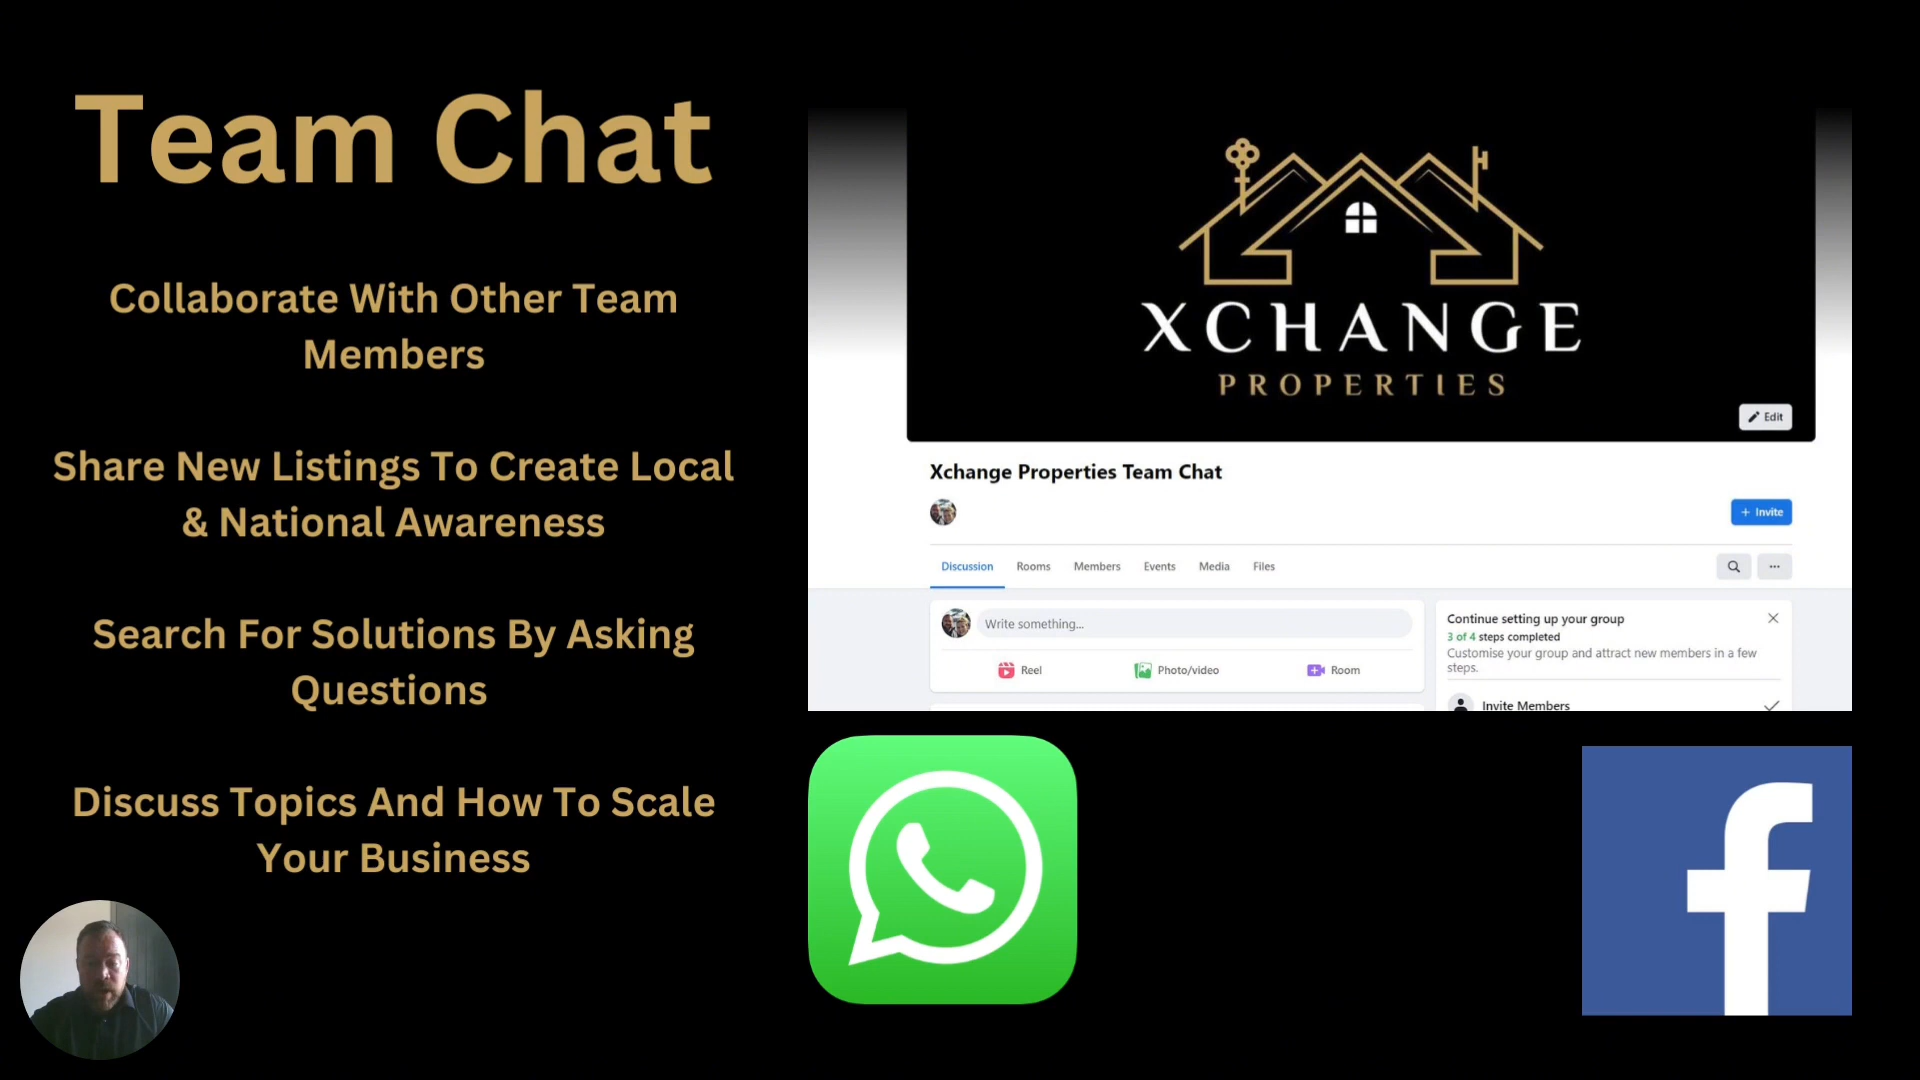 Team Chat
Collaborate With Other Team
Members
Share New Listings To Create Local
& National Awareness
Search For Solutions By Asking
Questions
Discuss Topics And How To Scale
Your Business
XCHANGE
PROPERTIES
Edit
Xchange Properties Team Chat
+ Invite
Discussion Rooms Members Events Media Files
Write something...
Reel Photo/video Room
Continue setting up your group
3 of 4 steps completed
Customise your group and attract new members in a few
steps.
Invite Members